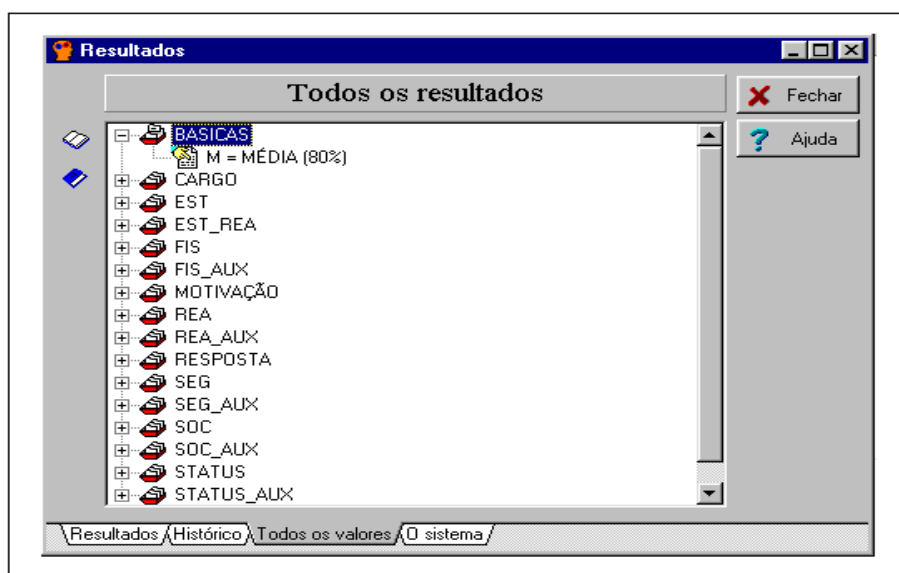 Resultados
Todos os resultados
Fechar
Ajuda
BASICAS
M = MÉDIA (80%)
CARGO
EST
EST_REA
FIS
FIS_AUX
MOTIVAÇÃO
REA
REA_AUX
RESPOSTA
SEG
SEG_AUX
SOC
SOC_AUX
STATUS
STATUS_AUX
Resultados Histórico Todos os valores O sistema